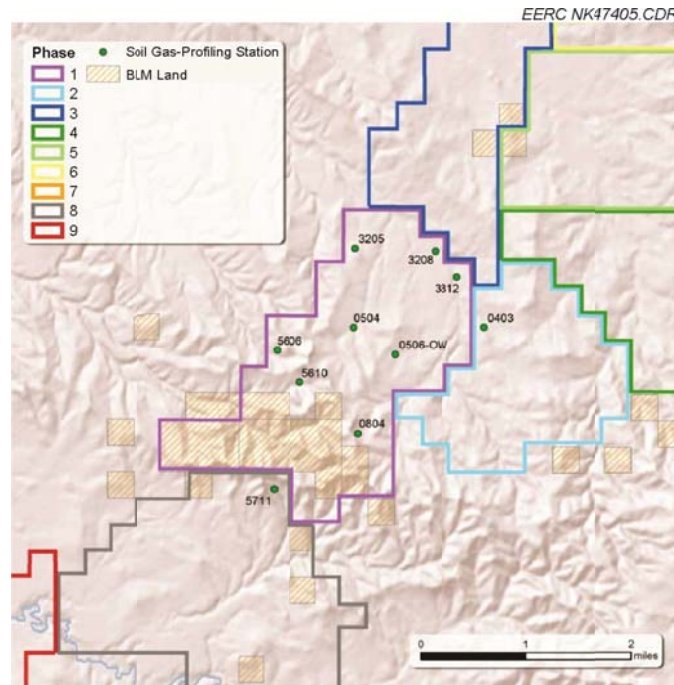 EERC NK47405.CDR
Phase
Soil Gas-Profiling Station
1
BLM Land
2
3
4
5
6
7
8
9
3205
3208
3312
0504
0403
5606
0506-OW
5610
0804
5711
0 1 2
miles